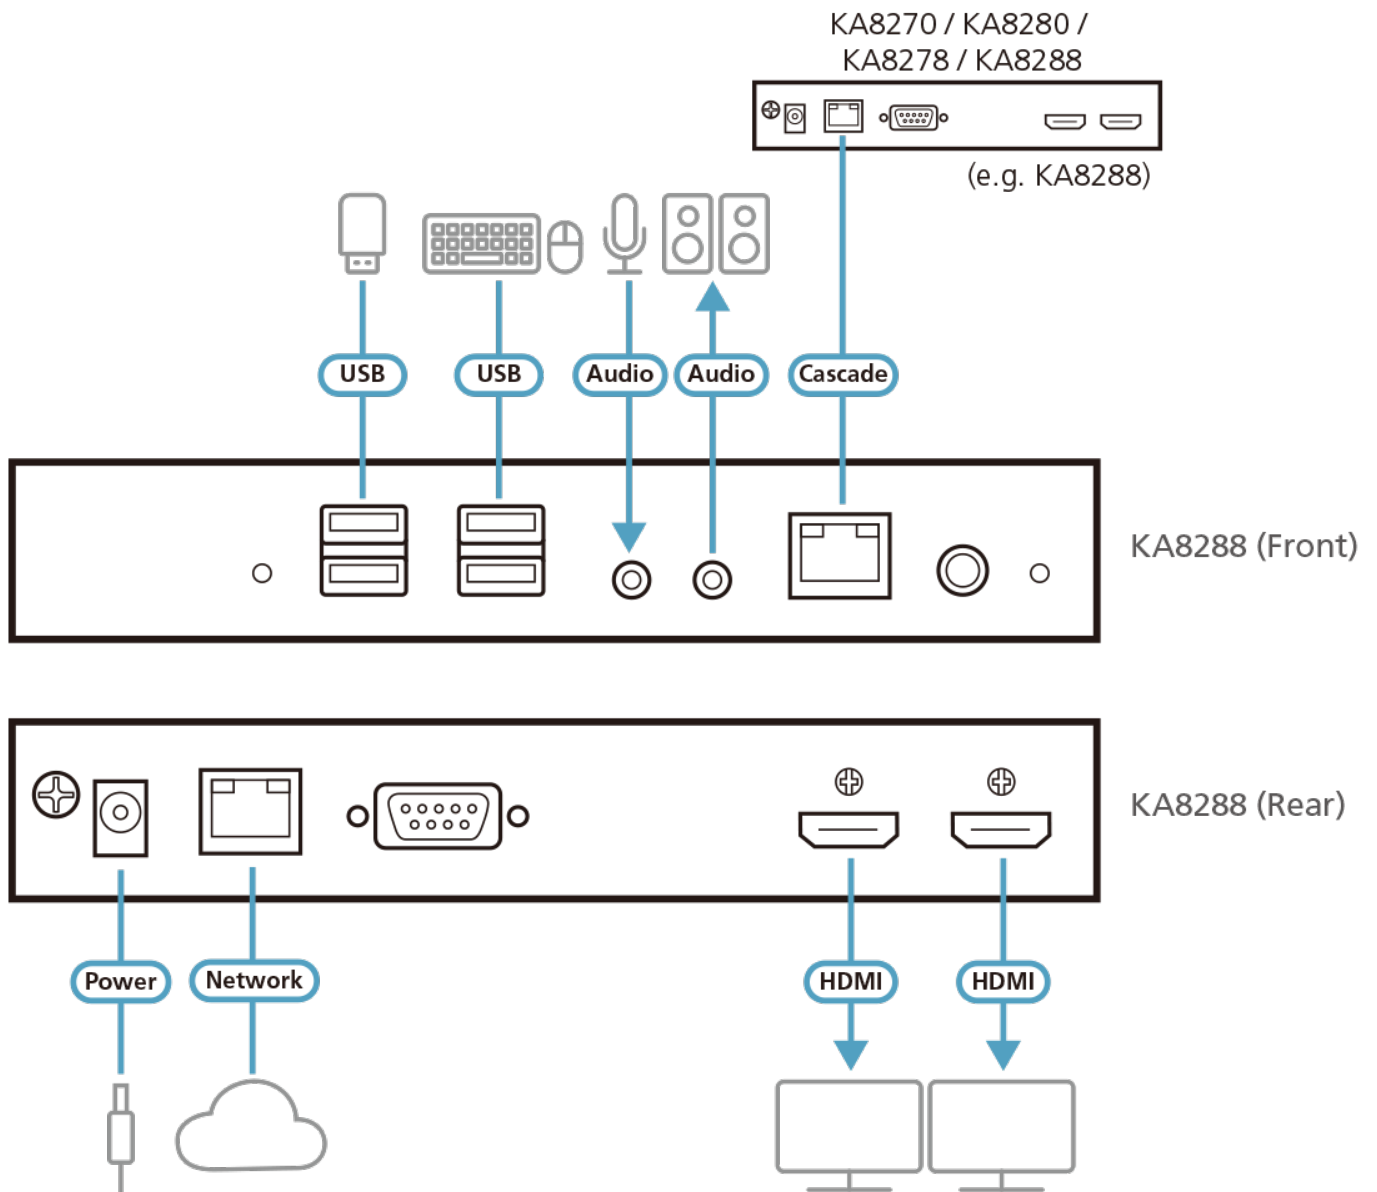 KA8270 / KA8280 /
KA8278 / KA8288
(e.g. KA8288)
USB
USB
Audio
Audio
Cascade
KA8288 (Front)
KA8288 (Rear)
Power
Network
HDMI
HDMI